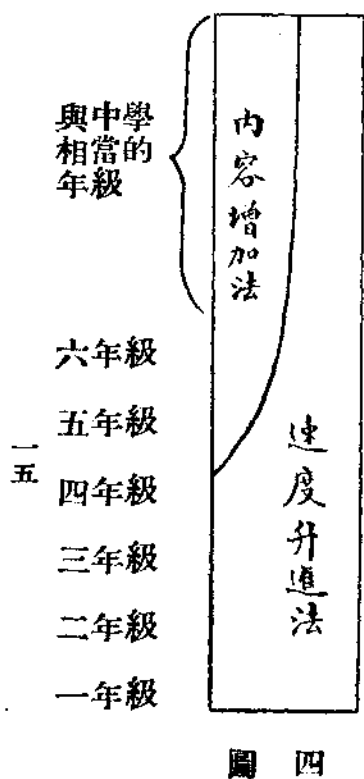 與中學
相當的
年級
六年級
五年級
四年級
三年級
二年級
一年級
內容增加法
速度升進法
圖四
一五